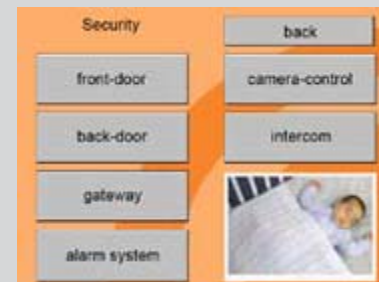 Security
back
front-door
camera-control
back-door
intercom
gateway
alarm system